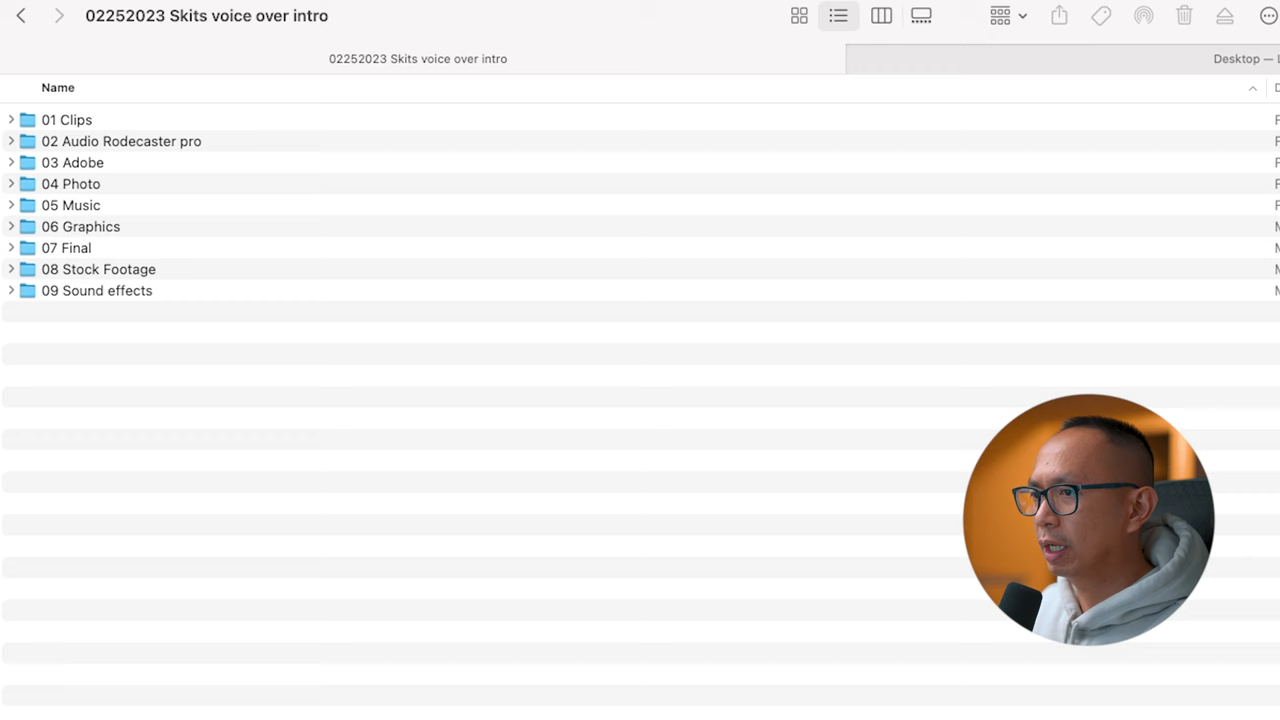 02252023 Skits voice over intro
02252023 Skits voice over intro
Desktop —
Name
01 Clips
02 Audio Rodecaster pro
03 Adobe
04 Photo
05 Music
06 Graphics
07 Final
08 Stock Footage
09 Sound effects